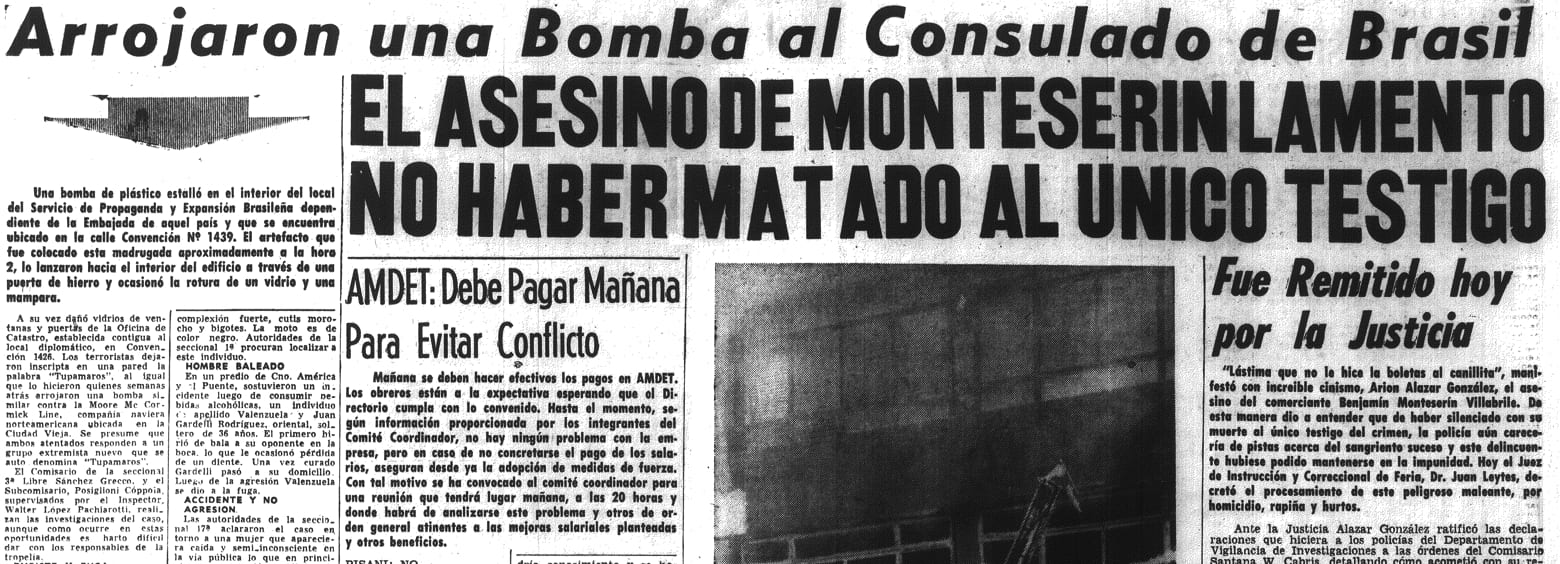 Arrojaron una Bomba al Consulado de Brasil
EL ASESINO DE MONTESERIN LAMENTO
NO HABER MATADO AL UNICO TESTIGO
Una bomba de plástico estalló en el interior del local
del Servicio de Propaganda y Expansión Brasileña depen-
diente de la Embajada de aquel país y que se encuentra
ubicado en la calle Convención Nº 1439. El artefacto que
fue colocado esta madrugada aproximadamente a la hora
2, lo lanzaron hacia el interior del edificio a través de una
puerta de hierro y ocasionó la rotura de un vidrio y una
mampara.
A su vez dañó vidrios de ven-
tanas y puertas de la Oficina de
Catastro, establecida contigua al
local diplomático, en Conven-
ción 1426. Los terroristas deja-
ron inscripta en una pared la
palabra "Tupamaros", al igual
que lo hicieron quienes semanas
atrás arrojaron una bomba si-
milar contra la Moore Mc Cor-
mick Line, compañía naviera
norteamericana ubicada en la
Ciudad Vieja. Se presume que
ambos atentados responden a un
grupo extremista nuevo que se
auto denomina "Tupamaros".
El Comisario de la seccional
3ª Libre Sánchez Grecco, y el
Subcomisario, Posiglioni Cóppola,
supervisados por el Inspector,
Walter López Pachiarotti, reali-
zan las investigaciones del caso,
aunque como ocurre en estas
oportunidades es harto difícil
dar con los responsables de la
tropelía.
complexión fuerte, cutis moro-
cho y bigotes. La moto es de
color negro. Autoridades de la
seccional 1ª procuran localizar a
este individuo.
HOMBRE BALEADO
En un predio de Cno. América
y El Puente, sostuvieron un in-
cidente luego de consumir be-
bidas alcohólicas, un individuo
de apellido Valenzuela y Juan
Gardelli Rodríguez, oriental, sol-
tero de 36 años. El primero hi-
rió de bala a su oponente en la
boca, lo que le ocasionó pérdida
de un diente. Una vez curado
Gardelli pasó a su domicilio.
Luego de la agresión Valenzuela
se dio a la fuga.
ACCIDENTE Y NO
AGRESION
Las autoridades de la seccio-
nal 17ª aclararon el caso en
torno a una mujer que aparecie-
ra caída y semi-inconsciente en
la vía pública lo que en princi-
AMDET: Debe Pagar Mañana
Para Evitar Conflicto
Mañana se deben hacer efectivos los pagos en AMDET.
Los obreros están a la expectativa esperando que el Di-
rectorio cumpla con lo convenido. Hasta el momento, se-
gún información proporcionada por los integrantes del
Comité Coordinador, no hay ningún problema con la em-
presa, pero en caso de no concretarse el pago de los sala-
rios, aseguran desde ya la adopción de medidas de fuerza.
Con tal motivo se ha convocado al comité coordinador para
una reunión que tendrá lugar mañana, a las 20 horas y
donde habrá de analizarse este problema y otros de or-
den general atinentes a las mejoras salariales planteadas
y otros beneficios.
Fue Remitido hoy
por la Justicia
"Lástima que no le hice la boletas al canillita", mani-
festó con increíble cinismo, Arion Alazar González, el ase-
sino del comerciante Benjamín Monteserín Villabrile. De
esta manera dio a entender que de haber silenciado con su
muerte al único testigo del crimen, la policía aún carece-
ría de pistas acerca del sangriento suceso y este delincuen-
te hubiese podido mantenerse en la impunidad. Hoy el Juez
de Instrucción y Correccional de Feria, Dr. Juan Leytes, de-
cretó el procesamiento de este peligroso maleante, por
homicidio, rapiña y hurtos.
Ante la Justicia Alazar González ratificó las decla-
raciones que hiciera a los policías del Departamento de
Vigilancia de Investigaciones a las órdenes del Comisario
Santana W. Cabris, detallando cómo acometió con su re-